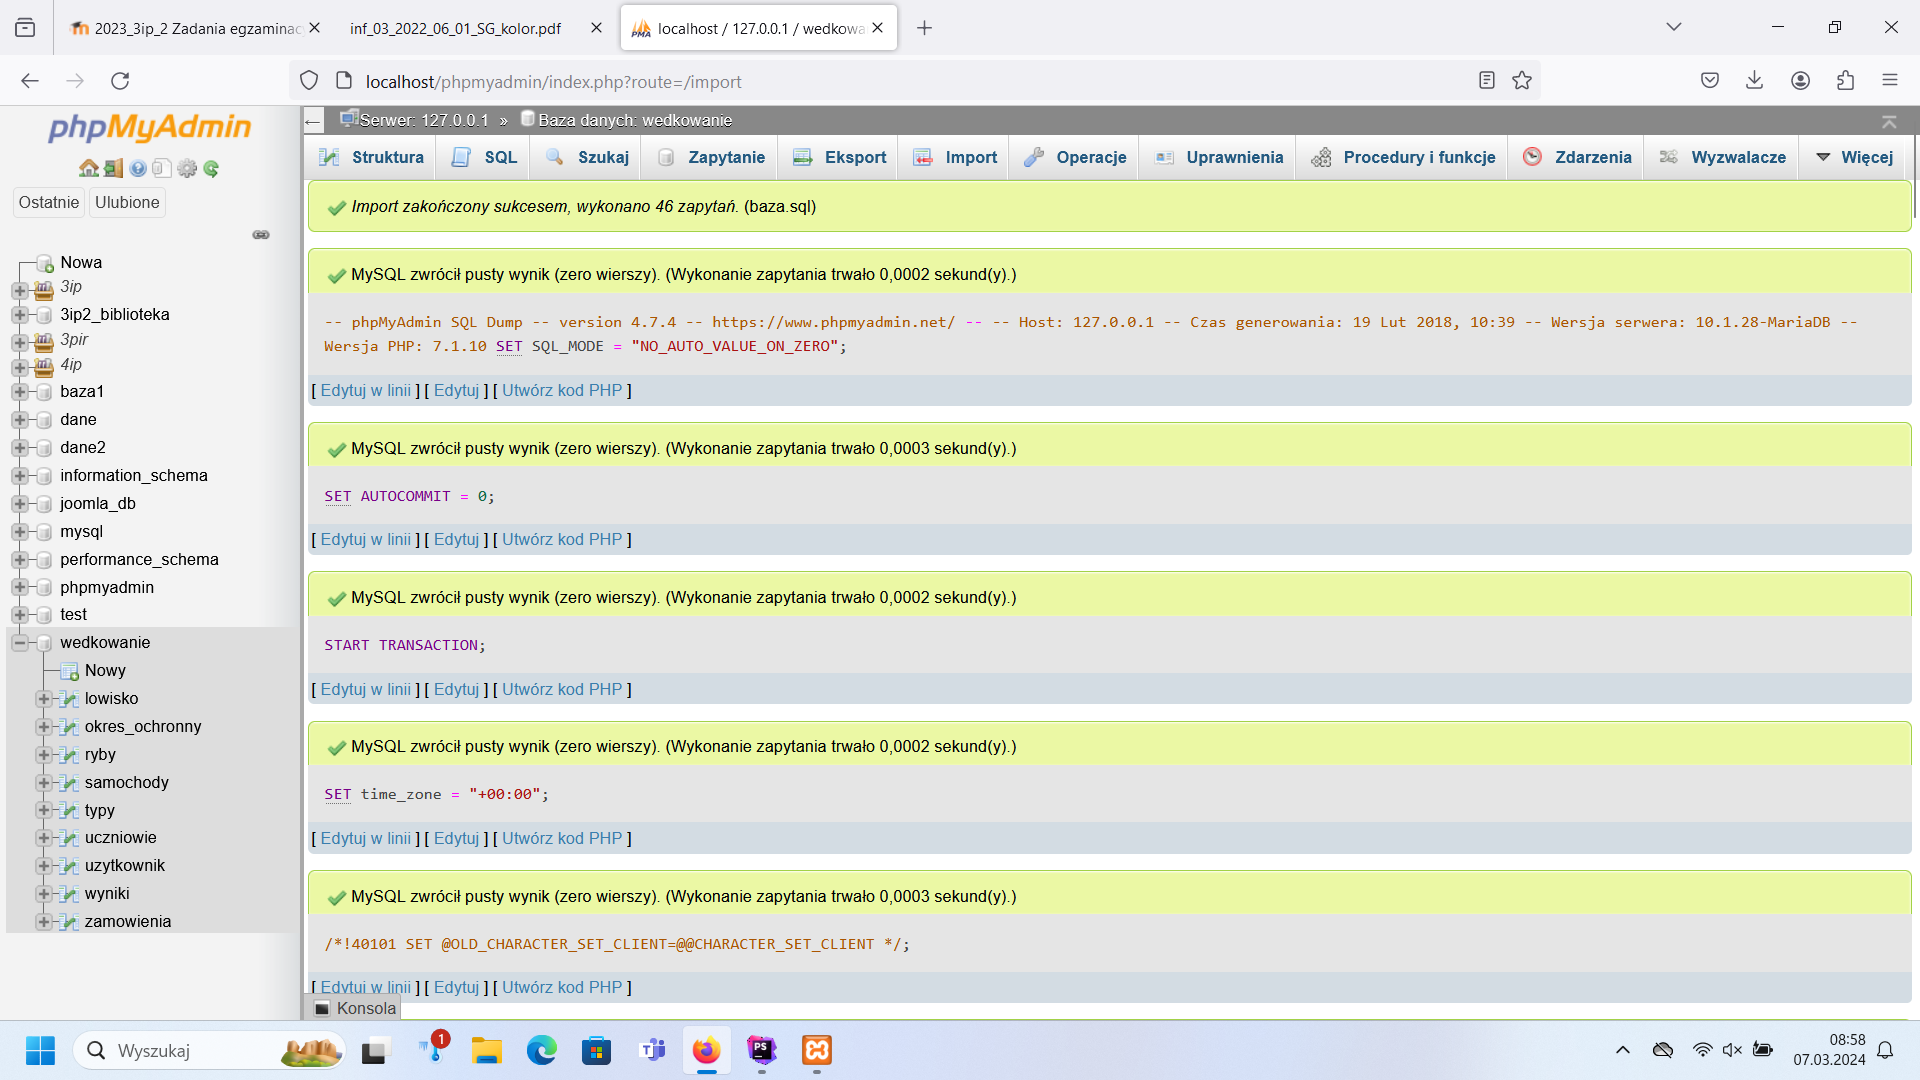 2023_3ip_2 Zadania egzaminac
inf_03_2022_06_01_SG_kolor.pdf
localhost / 127.0.0.1 / wedkowa
localhost/phpmyadmin/index.php?route=/import
phpMyAdmin
Ostatnie
Ulubione
Nowa
3ip
3ip2_biblioteka
3pir
4ip
baza1
dane
dane2
information_schema
joomla_db
mysql
performance_schema
phpmyadmin
test
wedkowanie
Nowy
lowisko
okres_ochronny
ryby
samochody
typy
uczniowie
uzytkownik
wyniki
zamowienia
Serwer: 127.0.0.1 » Baza danych: wedkowanie
Struktura SQL Szukaj Zapytanie Eksport Import Operacje Uprawnienia Procedury i funkcje Zdarzenia Wyzwalacze Więcej
Import zakończony sukcesem, wykonano 46 zapytań. (baza.sql)
MySQL zwrócił pusty wynik (zero wierszy). (Wykonanie zapytania trwało 0,0002 sekund(y).)
-- phpMyAdmin SQL Dump -- version 4.7.4 -- https://www.phpmyadmin.net/ -- -- Host: 127.0.0.1 -- Czas generowania: 19 Lut 2018, 10:39 -- Wersja serwera: 10.1.28-MariaDB --
Wersja PHP: 7.1.10 SET SQL_MODE = "NO_AUTO_VALUE_ON_ZERO";
[ Edytuj w linii ] [ Edytuj ] [ Utwórz kod PHP ]
MySQL zwrócił pusty wynik (zero wierszy). (Wykonanie zapytania trwało 0,0003 sekund(y).)
SET AUTOCOMMIT = 0;
[ Edytuj w linii ] [ Edytuj ] [ Utwórz kod PHP ]
MySQL zwrócił pusty wynik (zero wierszy). (Wykonanie zapytania trwało 0,0002 sekund(y).)
START TRANSACTION;
[ Edytuj w linii ] [ Edytuj ] [ Utwórz kod PHP ]
MySQL zwrócił pusty wynik (zero wierszy). (Wykonanie zapytania trwało 0,0002 sekund(y).)
SET time_zone = "+00:00";
[ Edytuj w linii ] [ Edytuj ] [ Utwórz kod PHP ]
MySQL zwrócił pusty wynik (zero wierszy). (Wykonanie zapytania trwało 0,0003 sekund(y).)
/*!40101 SET @OLD_CHARACTER_SET_CLIENT=@@CHARACTER_SET_CLIENT */;
[ Edytuj w linii ] [ Edytuj ] [ Utwórz kod PHP ]
Konsola
Wyszukaj
1
PS
08:58
07.03.2024